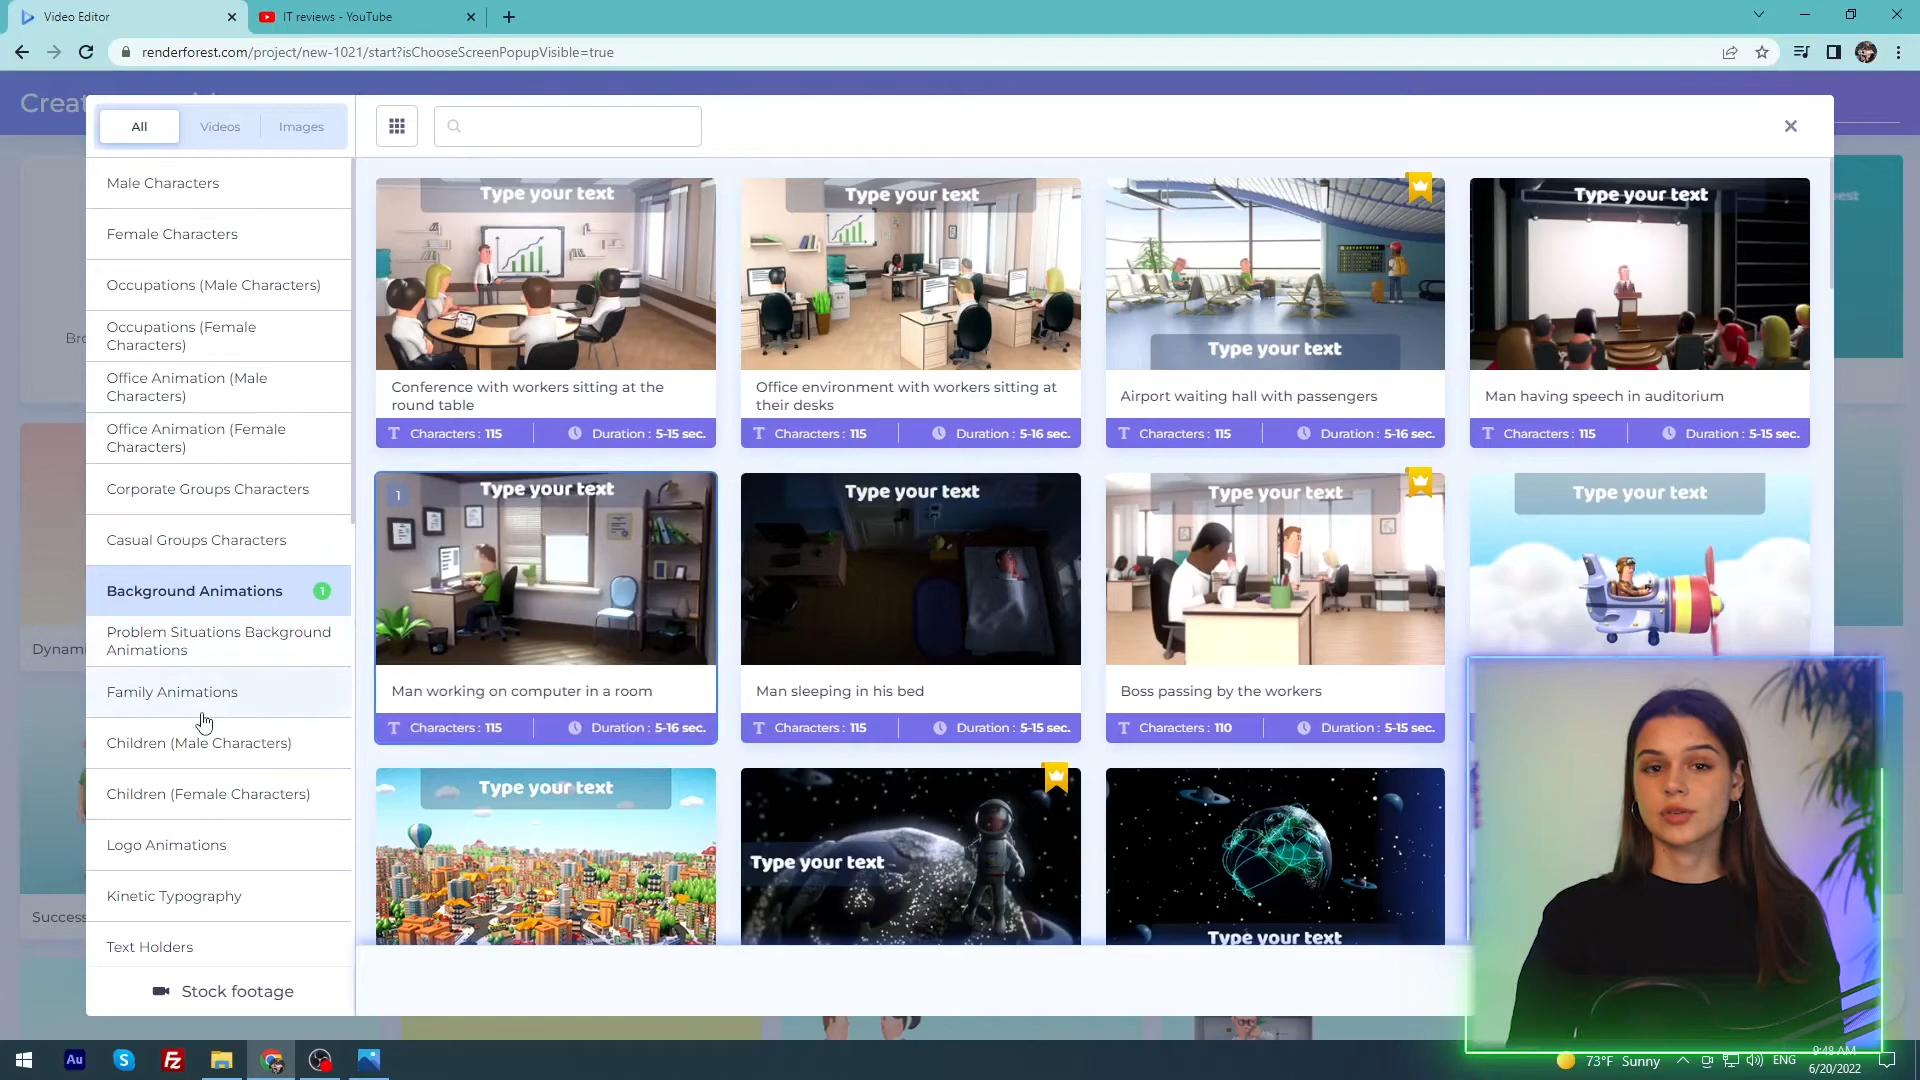 Video Editor
IT reviews - YouTube
renderforest.com/project/new-1021/start?isChooseScreenPopupVisible=true
All
Videos
Images
Male Characters
Female Characters
Occupations (Male Characters)
Occupations (Female
Characters)
Office Animation (Male
Characters)
Office Animation (Female
Characters)
Corporate Groups Characters
Casual Groups Characters
Background Animations
1
Problem Situations Background
Animations
Family Animations
Children (Male Characters)
Children (Female Characters)
Logo Animations
Kinetic Typography
Text Holders
Stock footage
Type your text
Conference with workers sitting at the
round table
Characters : 115
Duration : 5-15 sec.
Type your text
Office environment with workers sitting at
their desks
Characters : 115
Duration : 5-16 sec.
Type your text
Airport waiting hall with passengers
Characters : 115
Duration : 5-16 sec.
Type your text
Man having speech in auditorium
Characters : 115
Duration : 5-15 sec.
1
Type your text
Man working on computer in a room
Characters : 115
Duration : 5-16 sec.
Type your text
Man sleeping in his bed
Characters : 115
Duration : 5-15 sec.
Type your text
Boss passing by the workers
Characters : 110
Duration : 5-15 sec.
Type your text
Type your text
Type your text
Type your text
Au
73°F Sunny
ENG
9:48 AM
6/20/2022